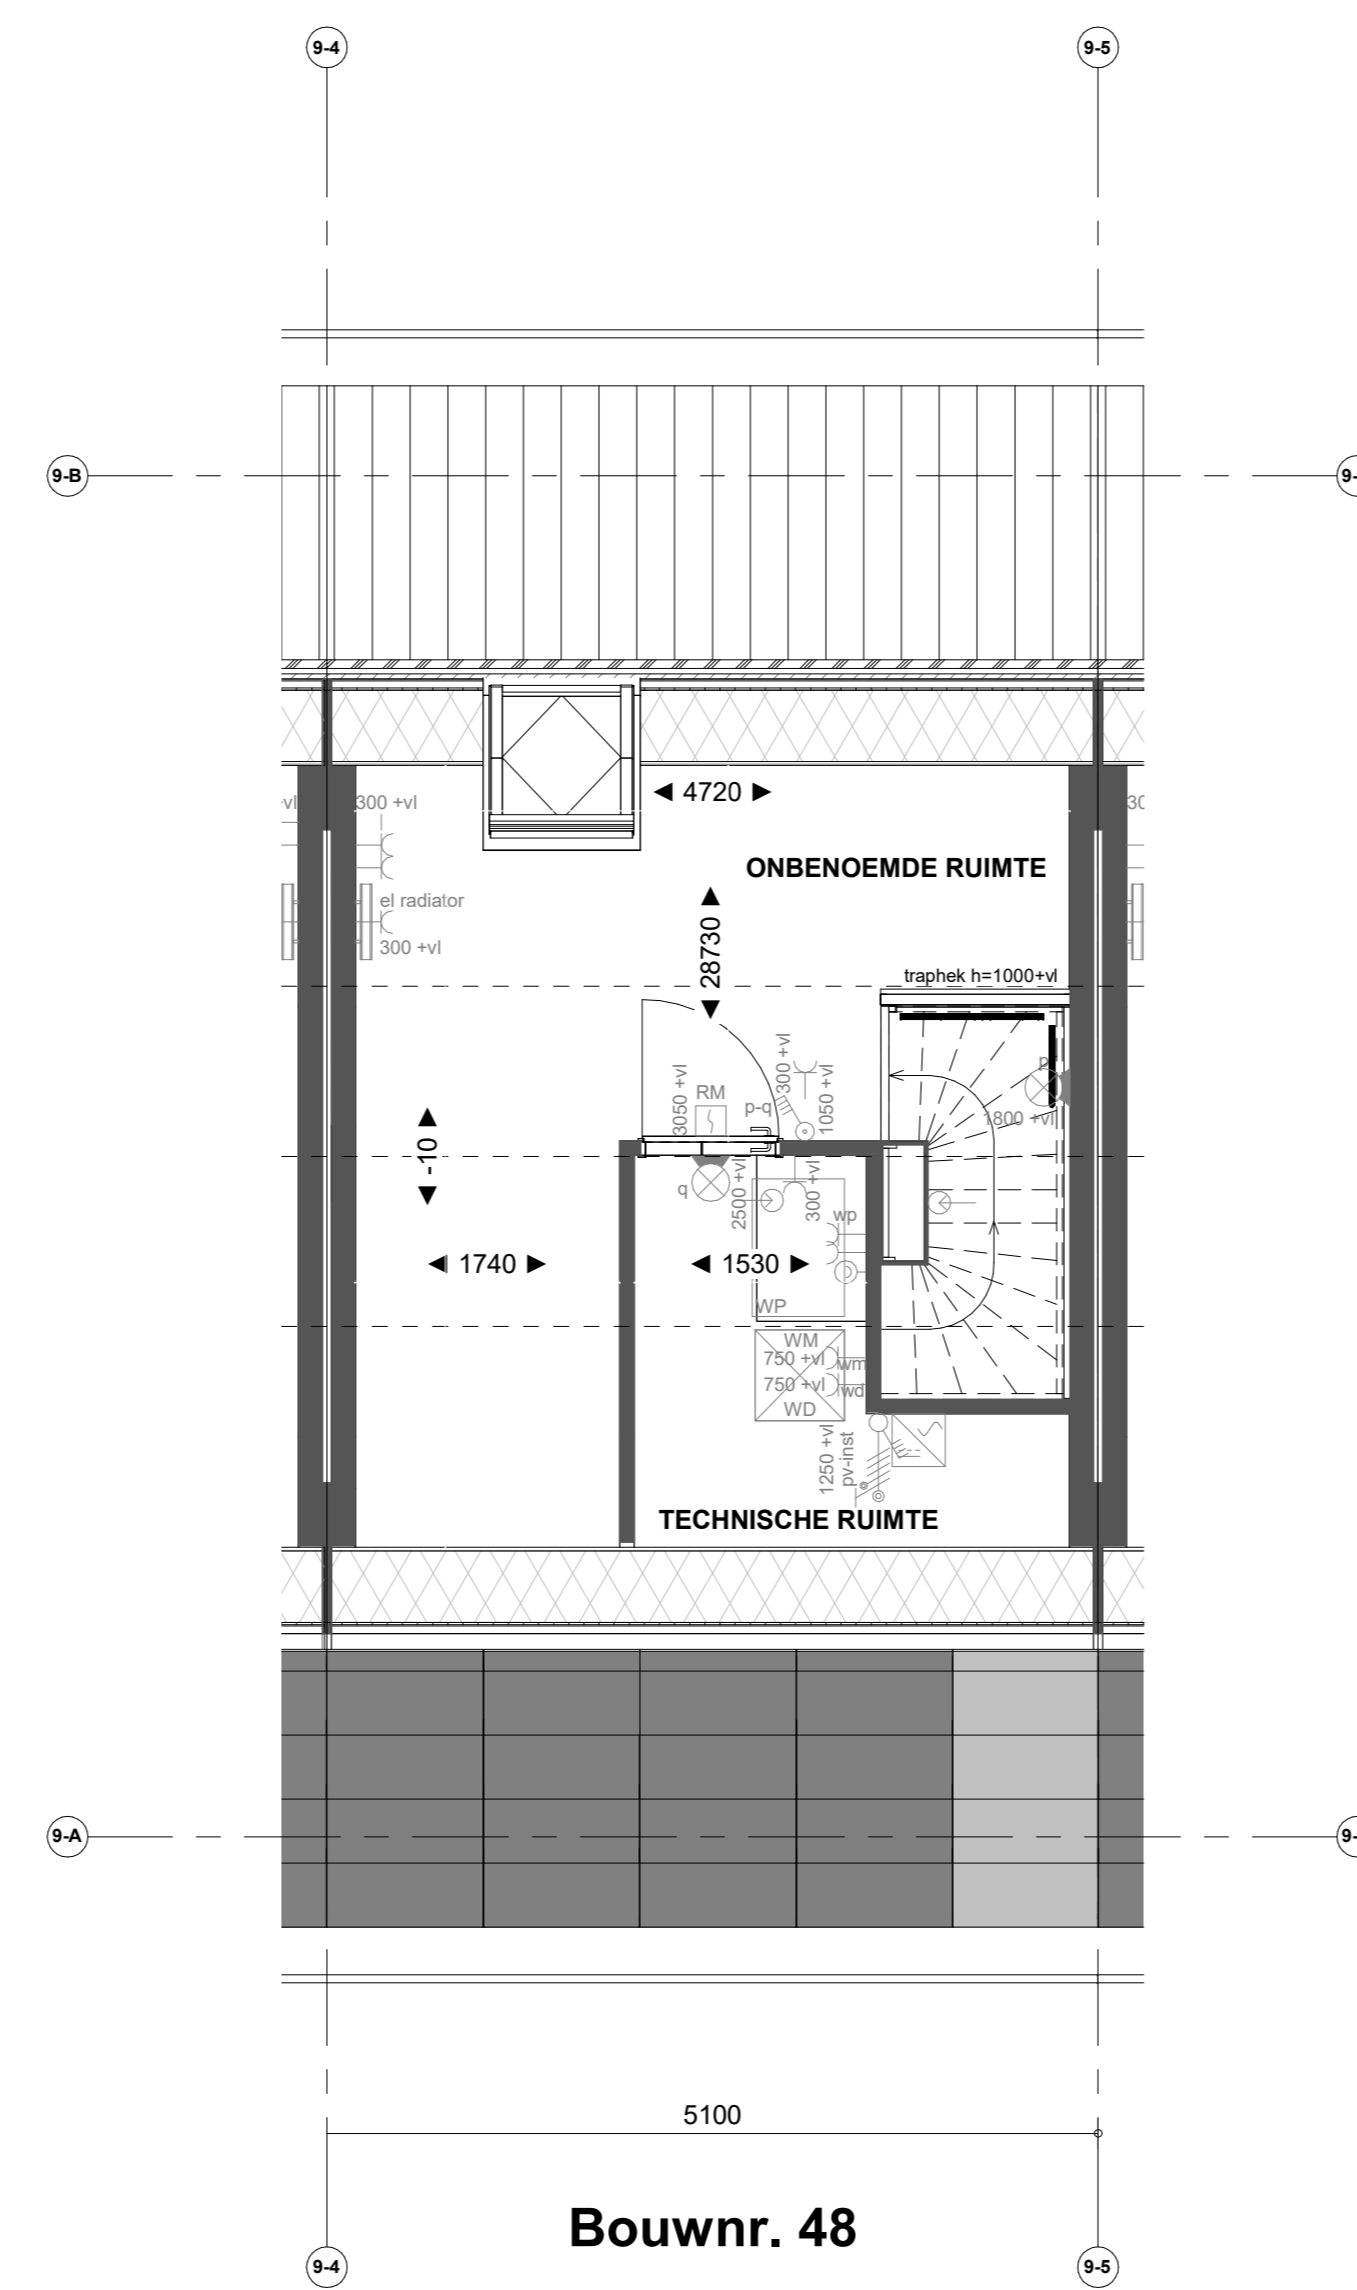 9-4 9-5
9-B 9-
◄ 4720 ►
+vl 300 +vl 30
ONBENOEMDE RUIMTE
el radiator
300 +vl
◄ 28730 ►
traphek h=1000+vl
3050 +vl
RM
p-q
300 +vl
1050 +vl
p
1800 +vl
◄ -10 ►
q
2500 +vl
300 +vl
wp
◄ 1740 ► ◄ 1530 ►
WP
WM
750 +vl wm
750 +vl wd
WD
1250 +vl
pv-inst
TECHNISCHE RUIMTE
9-A 9-
5100
Bouwnr. 48
9-4 9-5